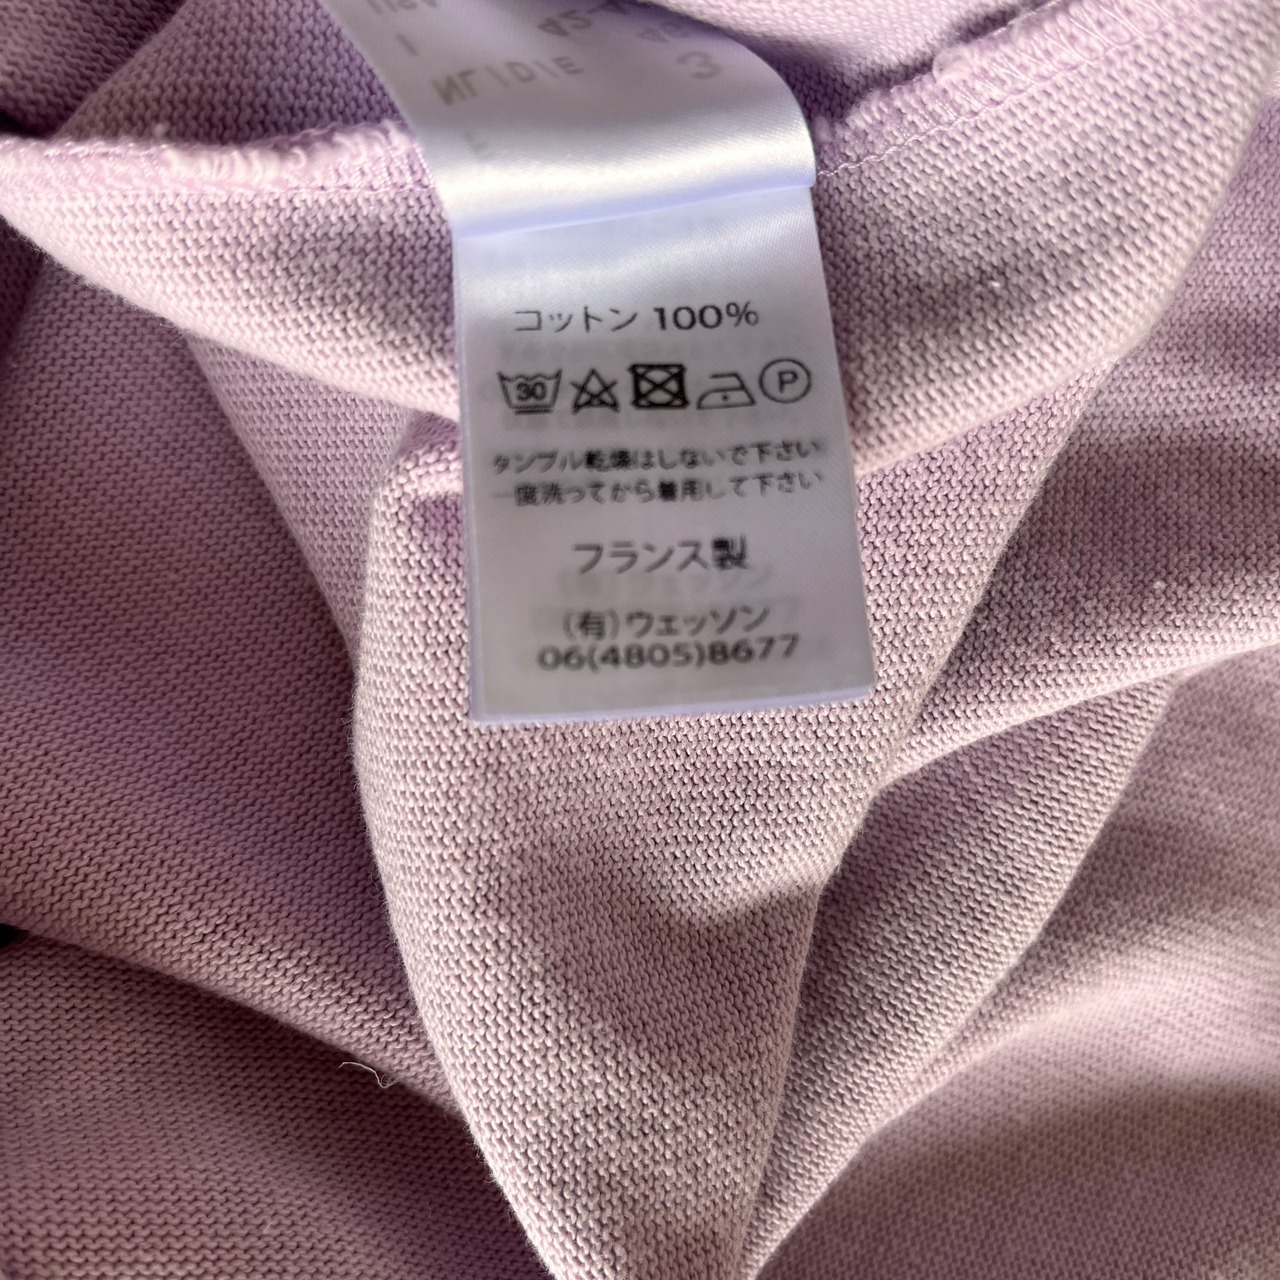 コットン 100%
30 P
タンブル乾燥はしないで下さい
一度洗ってから着用して下さい
フランス製
(有)ウェッソン
06(4805)8677